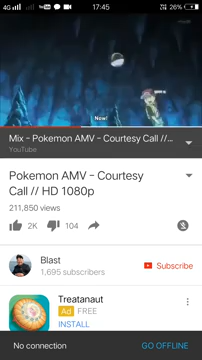 4G 17:45 26%
Now!
Mix - Pokemon AMV - Courtesy Call //...
YouTube
Pokemon AMV - Courtesy
Call // HD 1080p
211,850 views
2K 104
Blast
1,695 subscribers
Subscribe
Treatanaut
Ad FREE
INSTALL
No connection GO OFFLINE